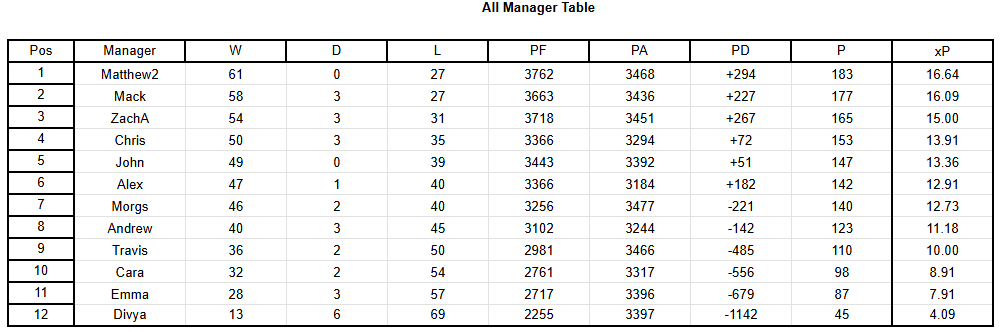 All Manager Table
Pos Manager W D L PF PA PD P xP
1 Matthew2 61 0 27 3762 3468 +294 183 16.64
2 Mack 58 3 27 3663 3436 +227 177 16.09
3 ZachA 54 3 31 3718 3451 +267 165 15.00
4 Chris 50 3 35 3366 3294 +72 153 13.91
5 John 49 0 39 3443 3392 +51 147 13.36
6 Alex 47 1 40 3366 3184 +182 142 12.91
7 Morgs 46 2 40 3256 3477 -221 140 12.73
8 Andrew 40 3 45 3102 3244 -142 123 11.18
9 Travis 36 2 50 2981 3466 -485 110 10.00
10 Cara 32 2 54 2761 3317 -556 98 8.91
11 Emma 28 3 57 2717 3396 -679 87 7.91
12 Divya 13 6 69 2255 3397 -1142 45 4.09